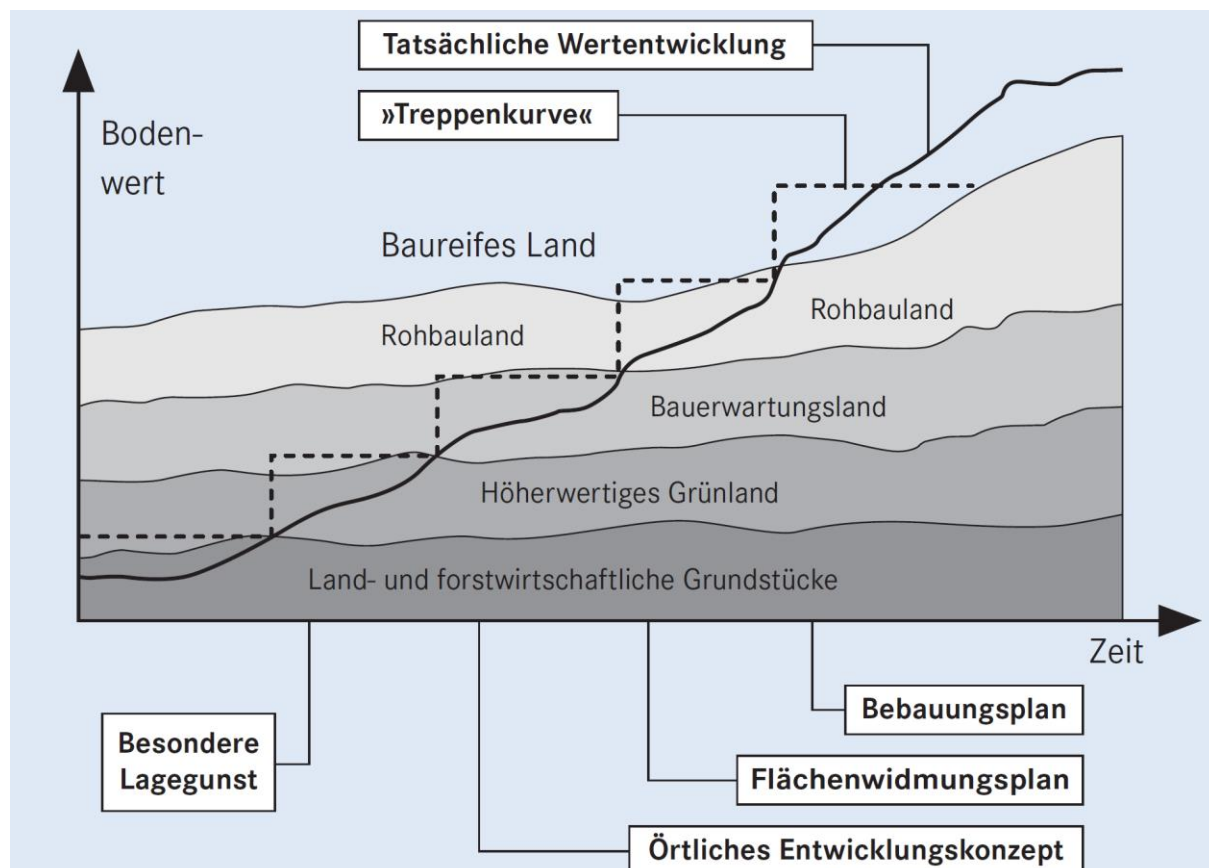 Tatsächliche Wertentwicklung
»Treppenkurve«
Boden-
wert
Baureifes Land
Rohbauland
Rohbauland
Bauerwartungsland
Höherwertiges Grünland
Land- und forstwirtschaftliche Grundstücke
Zeit
Besondere
Lagegunst
Bebauungsplan
Flächenwidmungsplan
Örtliches Entwicklungskonzept